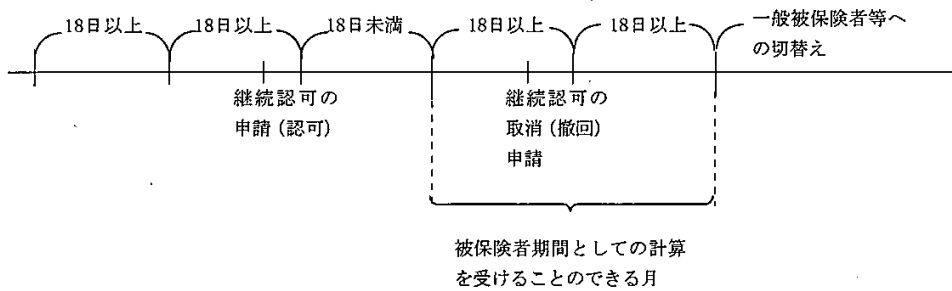 18日以上
18日以上
18日未満
18日以上
18日以上
一般被保険者等へ
の切替え
継続認可の
申請（認可）
継続認可の
取消（撤回）
申請
被保険者期間としての計算
を受けることのできる月